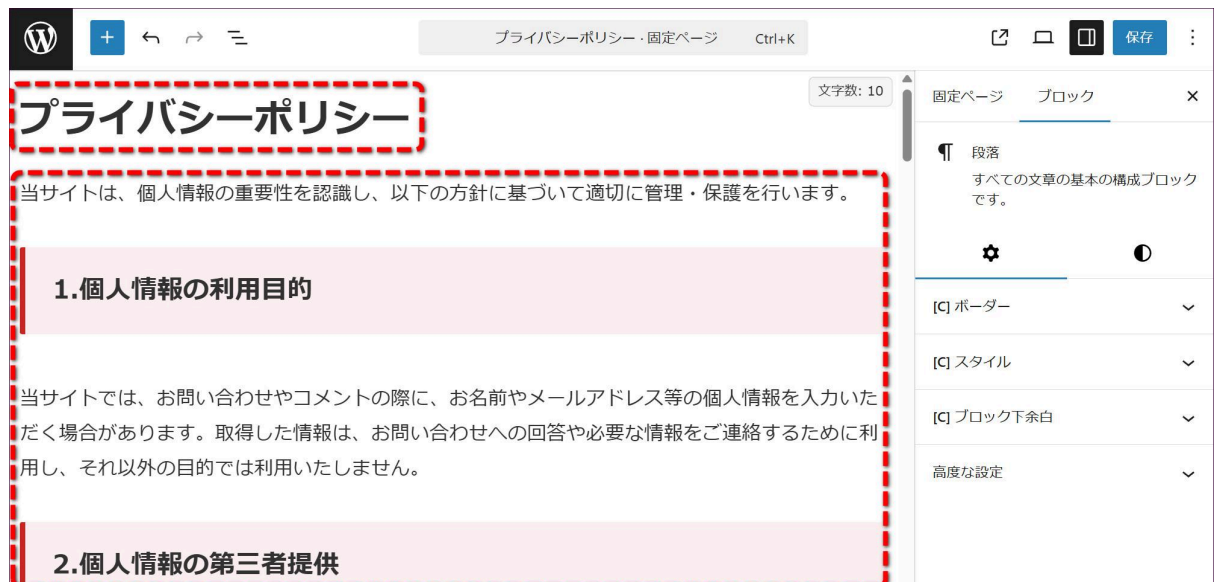 プライバシーポリシー · 固定ページ Ctrl+K
保存
文字数: 10
プライバシーポリシー
当サイトは、個人情報の重要性を認識し、以下の方針に基づいて適切に管理・保護を行います。
1.個人情報の利用目的
当サイトでは、お問い合わせやコメントの際に、お名前やメールアドレス等の個人情報を入力いた
だく場合があります。取得した情報は、お問い合わせへの回答や必要な情報をご連絡するために利
用し、それ以外の目的では利用いたしません。
2.個人情報の第三者提供
固定ページ ブロック
段落
すべての文章の基本の構成ブロック
です。
[C] ボーダー
[C] スタイル
[C] ブロック下余白
高度な設定